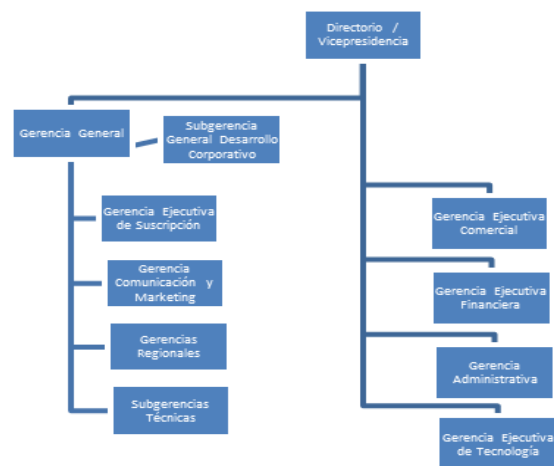 Directorio /
Vicepresidencia
Gerencia General
Subgerencia
General Desarrollo
Corporativo
Gerencia Ejecutiva
de Suscripción
Gerencia
Comunicación y
Marketing
Gerencias
Regionales
Subgerencias
Técnicas
Gerencia Ejecutiva
Comercial
Gerencia Ejecutiva
Financiera
Gerencia
Administrativa
Gerencia Ejecutiva
de Tecnología